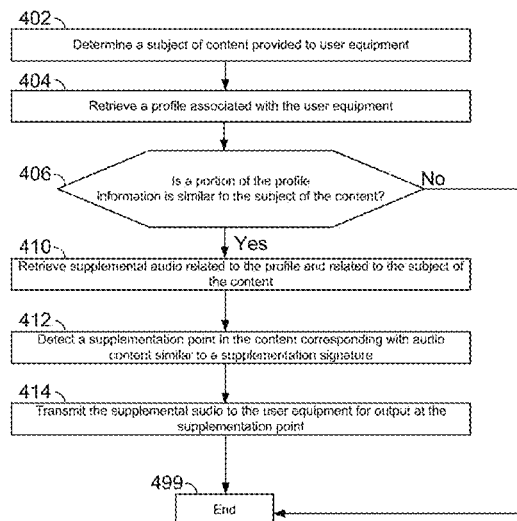 402
Determine a subject of content provided to user equipment
404
Retrieve a profile associated with the user equipment
406
Is a portion of the profile
information is similar to the subject of the content?
No
Yes
410
Retrieve supplemental audio related to the profile and related to the subject of
the content
412
Detect a supplementation point in the content corresponding with audio
content similar to a supplementation signature
414
Transmit the supplemental audio to the user equipment for output at the
supplementation point
499
End